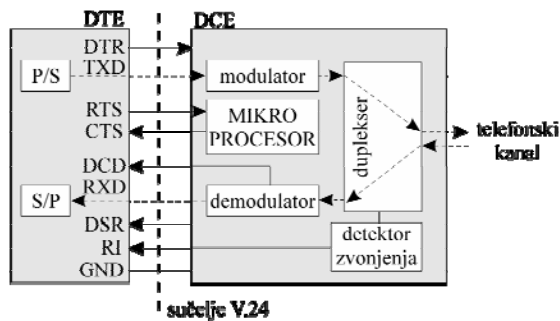 DTE
DCE
DTR
TXD
P/S
modulator
RTS
CTS
MIKRO
PROCESOR
duplekser
telefonski
kanal
DCD
RXD
S/P
demodulator
DSR
RI
GND
detektor
zvonjenja
sučelje V.24